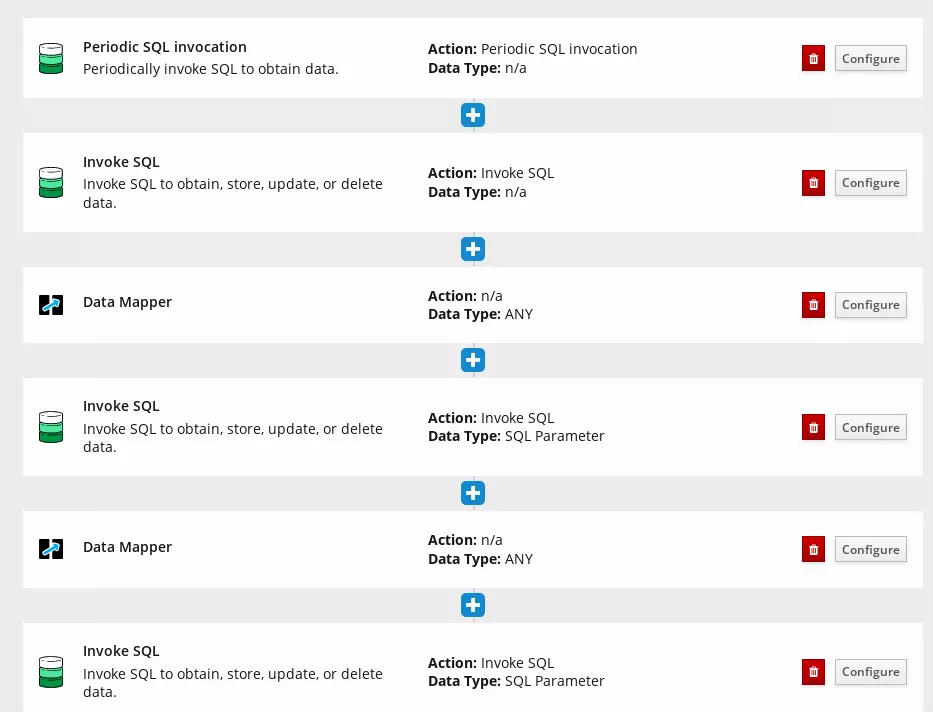 Periodic SQL invocation
Periodically invoke SQL to obtain data.
Action: Periodic SQL invocation
Data Type: n/a
Configure
Invoke SQL
Invoke SQL to obtain, store, update, or delete
data.
Action: Invoke SQL
Data Type: n/a
Configure
Data Mapper
Action: n/a
Data Type: ANY
Configure
Invoke SQL
Invoke SQL to obtain, store, update, or delete
data.
Action: Invoke SQL
Data Type: SQL Parameter
Configure
Data Mapper
Action: n/a
Data Type: ANY
Configure
Invoke SQL
Invoke SQL to obtain, store, update, or delete
data.
Action: Invoke SQL
Data Type: SQL Parameter
Configure